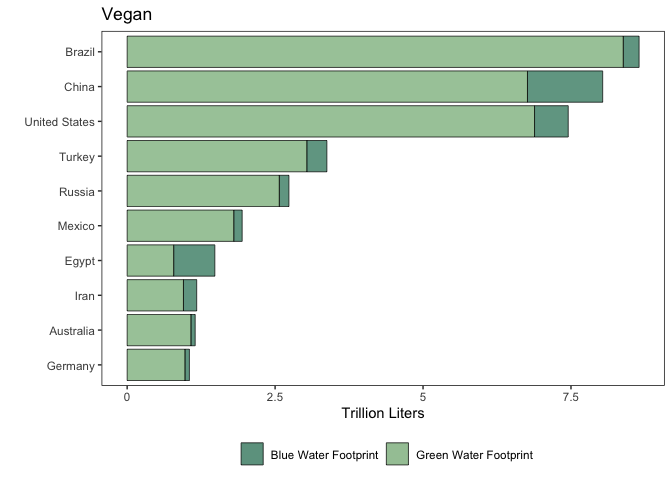 Vegan
Brazil
China
United States
Turkey
Russia
Mexico
Egypt
Iran
Australia
Germany
0 2.5 5 7.5
Trillion Liters
Blue Water Footprint Green Water Footprint